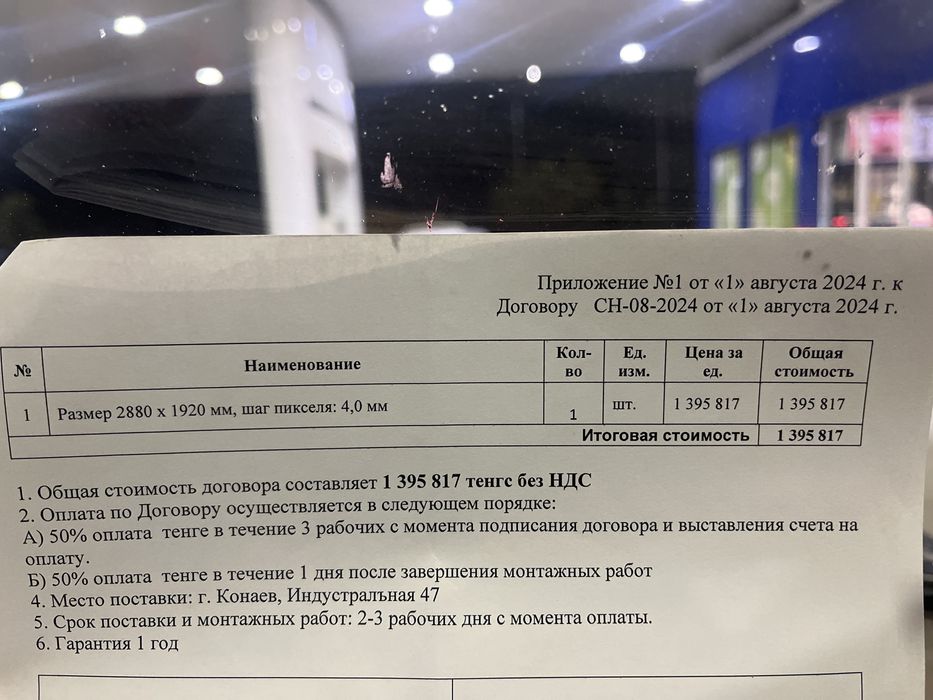 Приложение №1 от «1» августа 2024 г. к
Договору СН-08-2024 от «1» августа 2024 г.
№ Наименование Кол-во Ед. изм. Цена за ед. Общая стоимость
1 Размер 2880 х 1920 мм, шаг пикселя: 4,0 мм 1 шт. 1 395 817 1 395 817
Итоговая стоимость 1 395 817
1. Общая стоимость договора составляет 1 395 817 тенгс без НДС
2. Оплата по Договору осуществляется в следующем порядке:
А) 50% оплата тенге в течение 3 рабочих с момента подписания договора и выставления счета на
оплату.
Б) 50% оплата тенге в течение 1 дня после завершения монтажных работ
4. Место поставки: г. Конаев, Индустралъная 47
5. Срок поставки и монтажных работ: 2-3 рабочих дня с момента оплаты.
6. Гарантия 1 год